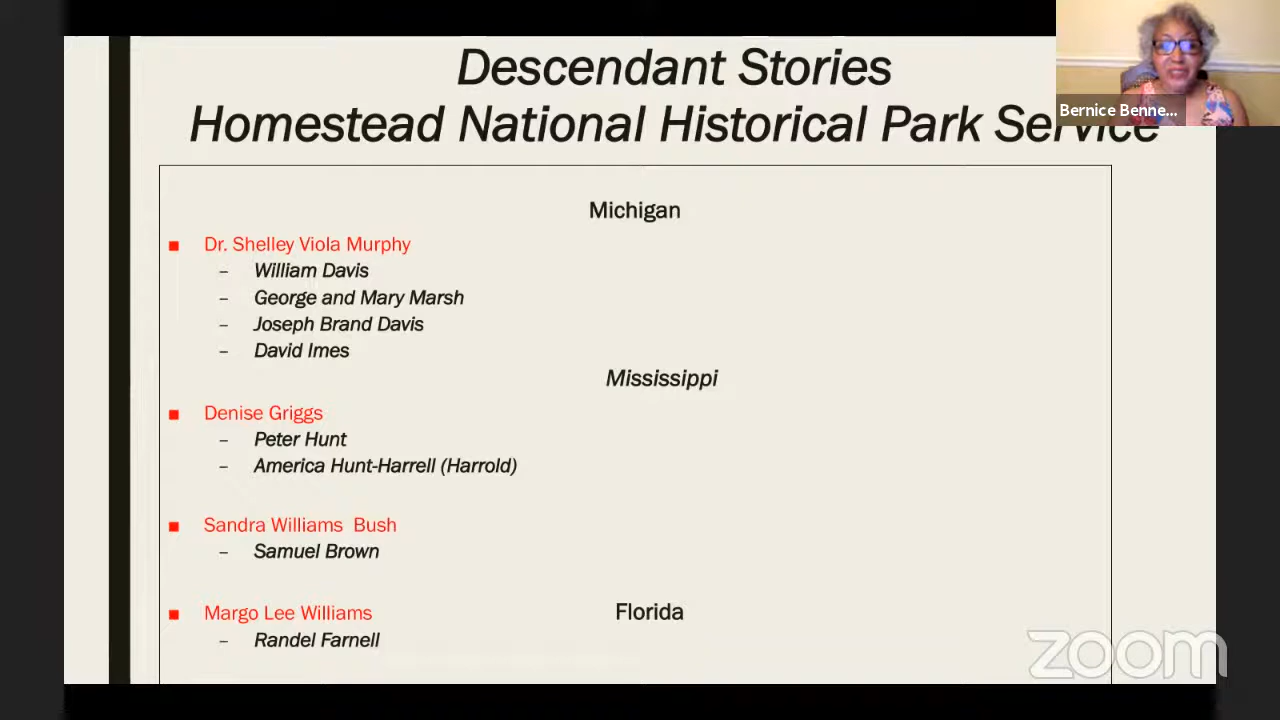 Descendant Stories
Homestead National Historical Park Service
Bernice Benne...
Michigan
Dr. Shelley Viola Murphy
– William Davis
– George and Mary Marsh
– Joseph Brand Davis
– David Imes
Mississippi
Denise Griggs
– Peter Hunt
– America Hunt-Harrell (Harrold)
Sandra Williams Bush
– Samuel Brown
Margo Lee Williams Florida
– Randel Farnell
zoom